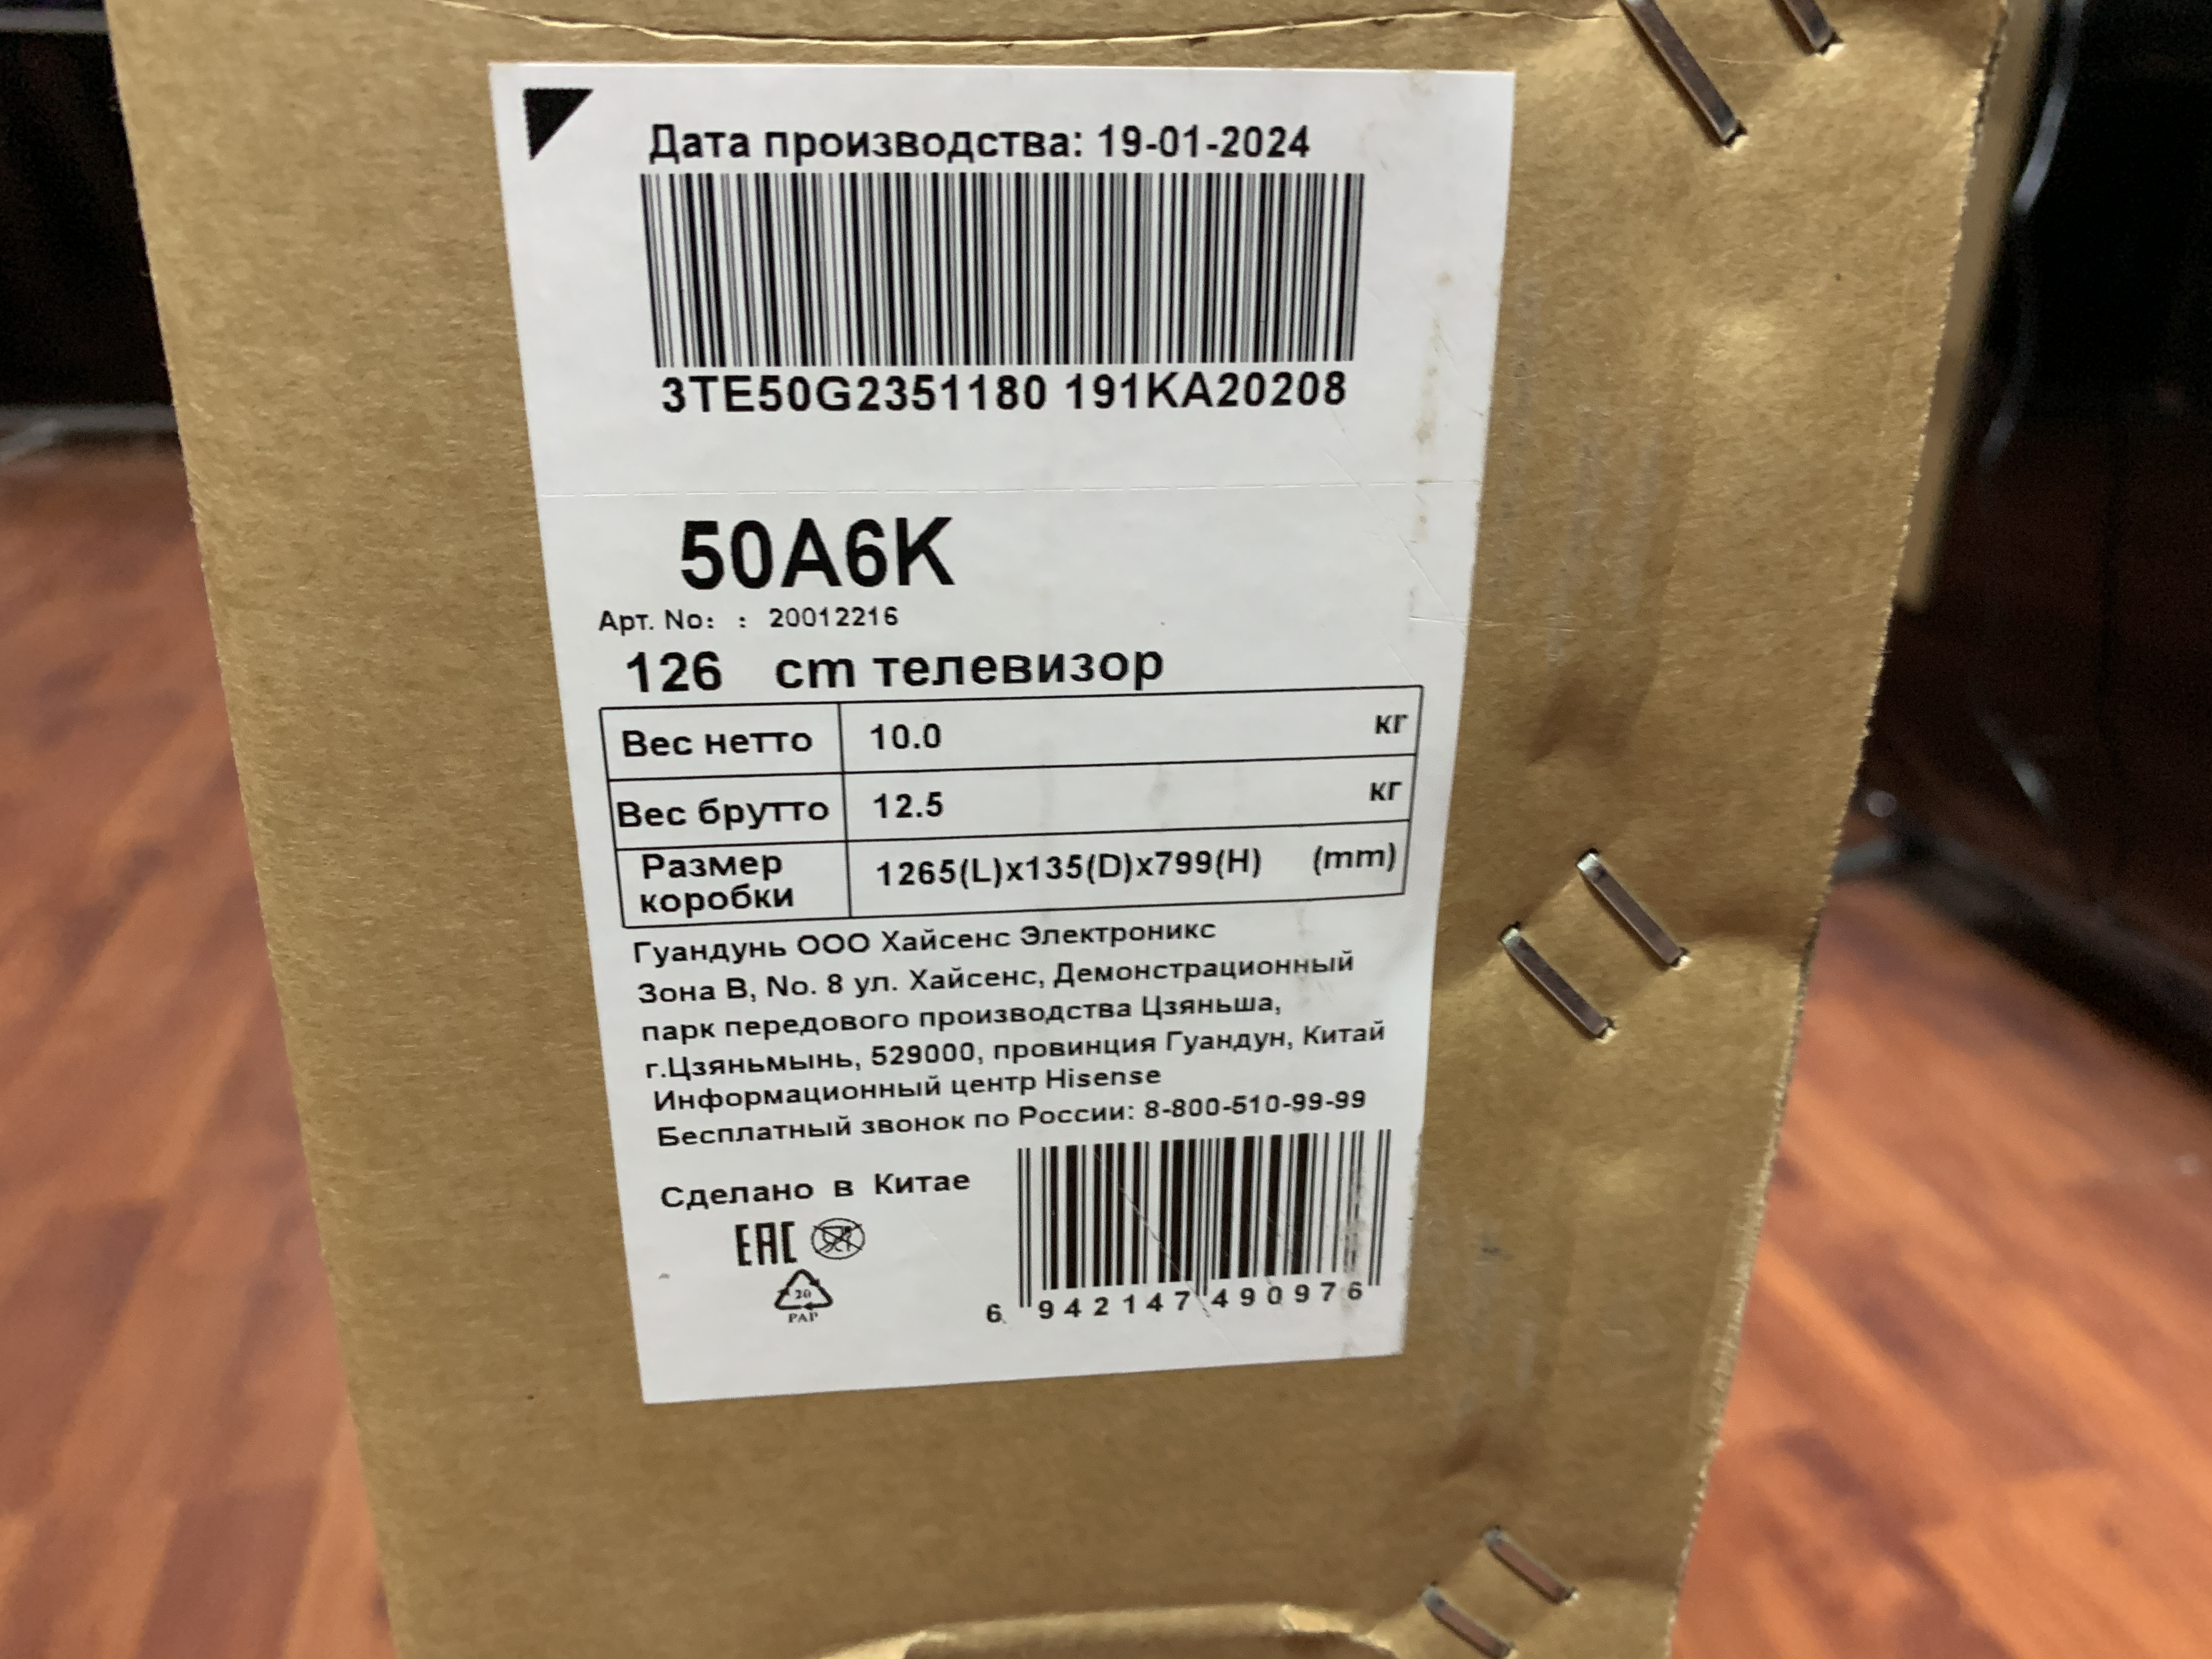 Дата производства: 19-01-2024
3TE50G2351180 191KA20208
50A6K
Арт. No: : 20012216
126 cm телевизор
Вес нетто 10.0 кг
Вес брутто 12.5 кг
Размер коробки 1265(L)x135(D)x799(H) (mm)
Гуандунь ООО Хайсенс Электроникс
Зона В, No. 8 ул. Хайсенс, Демонстрационный
парк передового производства Цзяньша,
г.Цзяньмынь, 529000, провинция Гуандун, Китай
Информационный центр Hisense
Бесплатный звонок по России: 8-800-510-99-99
Сделано в Китае
EAC
20
PAP
6 942147 490976